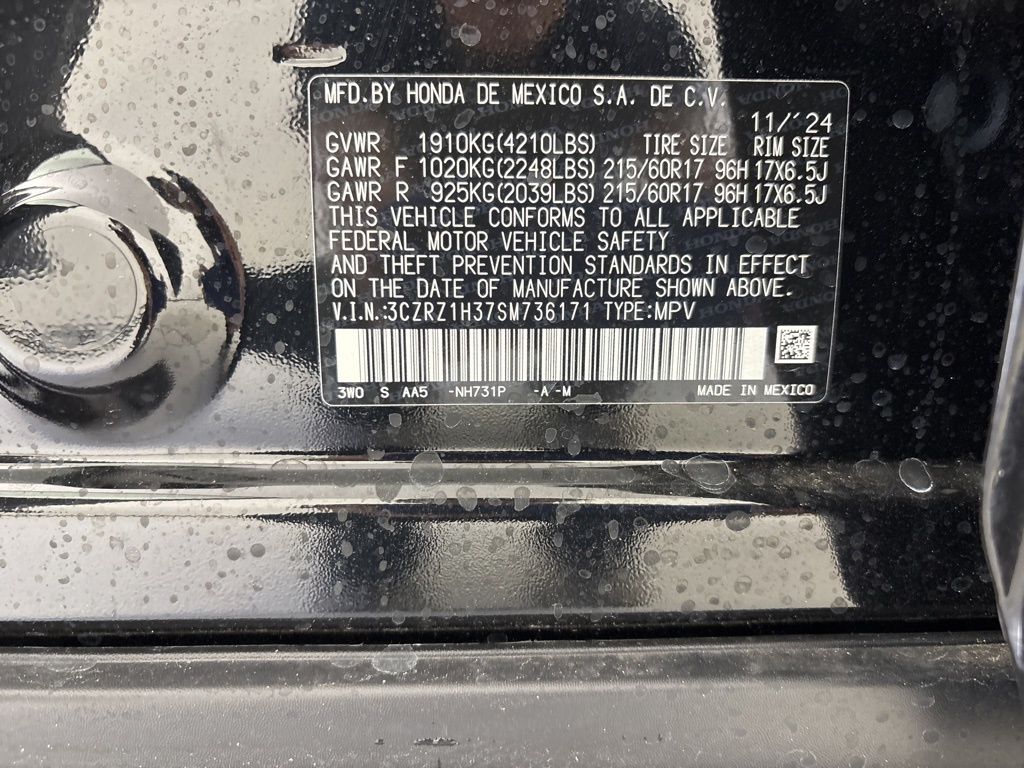 MFD.BY HONDA DE MEXICO S.A. DE C.V.
11/'24
GVWR 1910KG(4210LBS) TIRE SIZE RIM SIZE
GAWR F 1020KG(2248LBS) 215/60R17 96H 17X6.5J
GAWR R 925KG(2039LBS) 215/60R17 96H 17X6.5J
THIS VEHICLE CONFORMS TO ALL APPLICABLE
FEDERAL MOTOR VEHICLE SAFETY
AND THEFT PREVENTION STANDARDS IN EFFECT
ON THE DATE OF MANUFACTURE SHOWN ABOVE.
V.I.N.:3CZRZ1H37SM736171 TYPE:MPV
3W0 S AA5 -NH731P -A -M MADE IN MEXICO